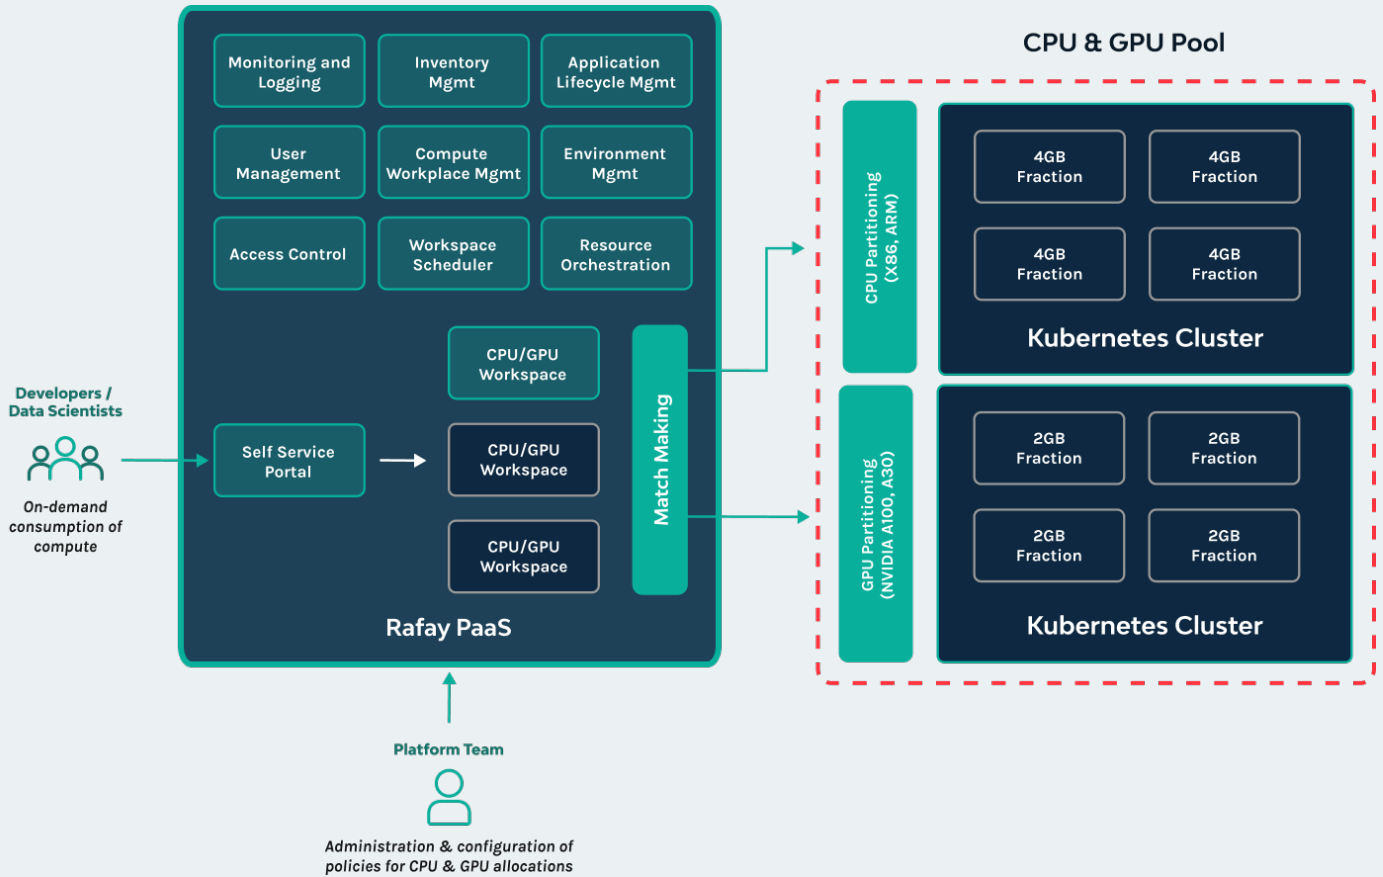 CPU & GPU Pool
Monitoring and
Logging
Inventory
Mgmt
Application
Lifecycle Mgmt
User
Management
Compute
Workplace Mgmt
Environment
Mgmt
Access Control
Workspace
Scheduler
Resource
Orchestration
Developers /
Data Scientists
On-demand
consumption of
compute
Self Service
Portal
CPU/GPU
Workspace
CPU/GPU
Workspace
CPU/GPU
Workspace
Match Making
Rafay PaaS
Platform Team
Administration & configuration of
policies for CPU & GPU allocations
CPU Partitioning
(X86, ARM)
4GB
Fraction
4GB
Fraction
4GB
Fraction
4GB
Fraction
Kubernetes Cluster
GPU Partitioning
(NVIDIA A100, A30)
2GB
Fraction
2GB
Fraction
2GB
Fraction
2GB
Fraction
Kubernetes Cluster